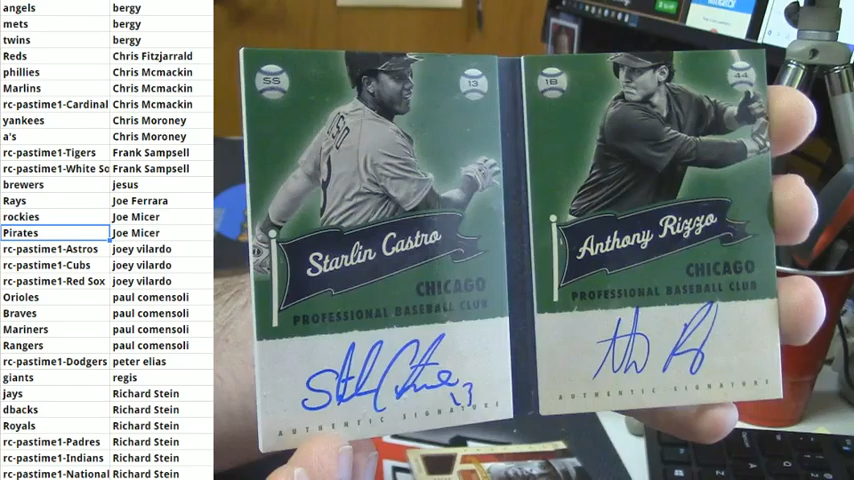 angels bergy
mets bergy
twins bergy
Reds Chris Fitzjarrald
phillies Chris Mcmackin
Marlins Chris Mcmackin
rc-pastime1-Cardinal Chris Mcmackin
yankees Chris Moroney
a's Chris Moroney
rc-pastime1-Tigers Frank Sampsell
rc-pastime1-White So Frank Sampsell
brewers jesus
Rays Joe Ferrara
rockies Joe Micer
Pirates Joe Micer
rc-pastime1-Astros joey vilardo
rc-pastime1-Cubs joey vilardo
rc-pastime1-Red Sox joey vilardo
Orioles paul comensoli
Braves paul comensoli
Mariners paul comensoli
Rangers paul comensoli
rc-pastime1-Dodgers peter elias
giants regis
jays Richard Stein
dbacks Richard Stein
Royals Richard Stein
rc-pastime1-Padres Richard Stein
rc-pastime1-Indians Richard Stein
rc-pastime1-National Richard Stein
SS 13
Starlin Castro
CHICAGO
PROFESSIONAL BASEBALL CLUB
13
AUTHENTIC SIGNATURE
1B 44
Anthony Rizzo
CHICAGO
PROFESSIONAL BASEBALL CLUB
AUTHENTIC SIGNATURE